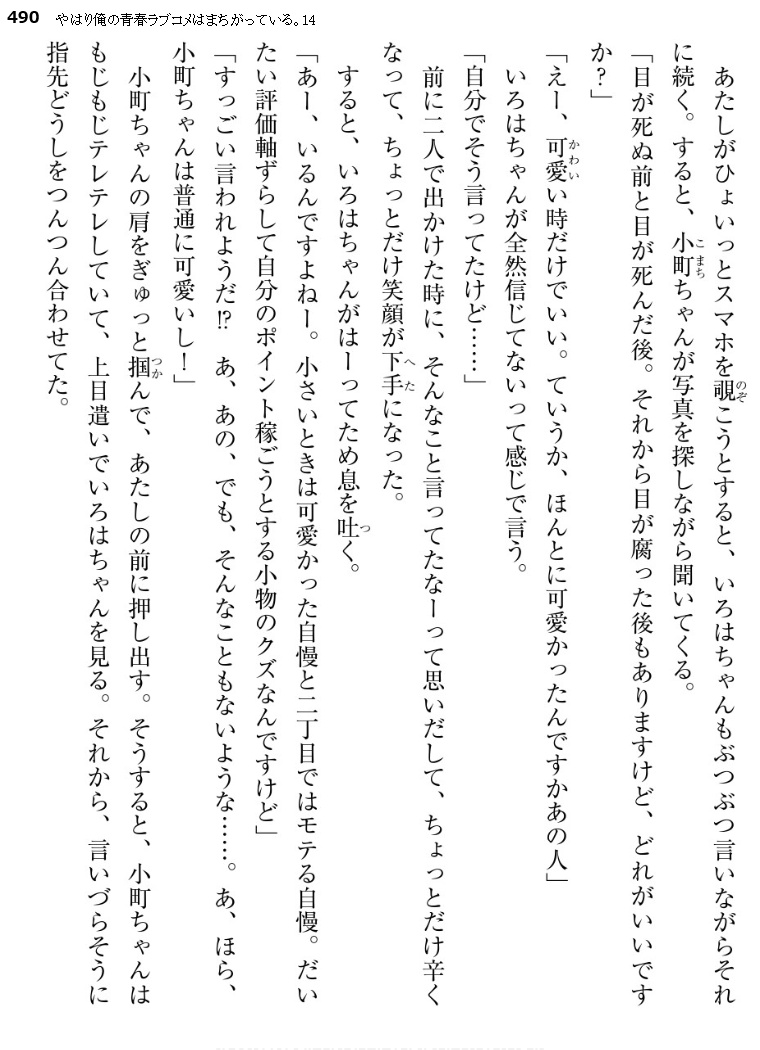 490 やはり俺の青春ラブコメはまちがっている。14
あたしがひょいっとスマホを覗こうとすると、いろはちゃんもぶつぶつ言いながらそれ
に続く。すると、小町ちゃんが写真を探しながら聞いてくる。
「目が死ぬ前と目が死んだ後。それから目が腐った後もありますけど、どれがいいです
か？」
「えー、可愛い時だけでいい。ていうか、ほんとに可愛かったんですかあの人」
いろはちゃんが全然信じてないって感じで言う。
「自分でそう言ってたけど……」
前に二人で出かけた時に、そんなこと言ってたなーって思いだして、ちょっとだけ辛く
なって、ちょっとだけ笑顔が下手になった。
すると、いろはちゃんがはーってため息を吐く。
「あー、いるんですよねー。小さいときは可愛かった自慢と二丁目ではモテる自慢。だい
たい評価軸ずらして自分のポイント稼ごうとする小物のクズなんですけど」
「すっごい言われようだ!?　あ、あの、でも、そんなこともないような……。あ、ほら、
小町ちゃんは普通に可愛いし！」
小町ちゃんの肩をぎゅっと掴んで、あたしの前に押し出す。そうすると、小町ちゃんは
もじもじテレテレしていて、上目遣いでいろはちゃんを見る。それから、言いづらそうに
指先どうしをつんつん合わせてた。